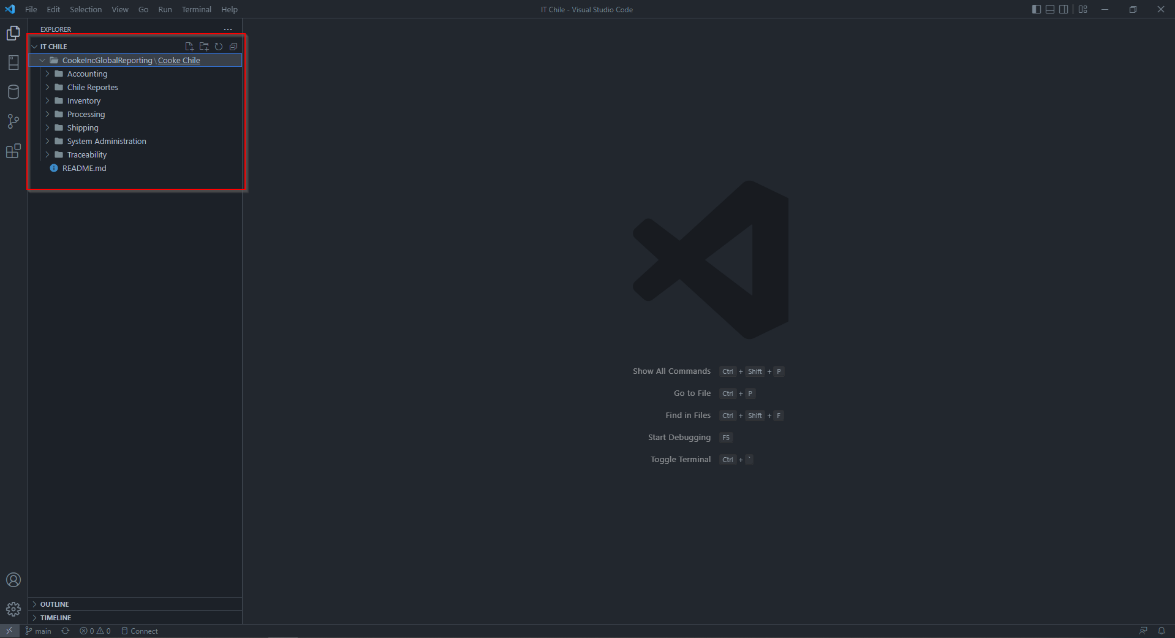 File Edit Selection View Go Run Terminal Help
IT Chile - Visual Studio Code
EXPLORER
IT CHILE
CookeIncGlobalReporting \ Cooke Chile
Accounting
Chile Reportes
Inventory
Processing
Shipping
System Administration
Traceability
README.md
Show All Commands Ctrl + Shift + P
Go to File Ctrl + P
Find in Files Ctrl + Shift + F
Start Debugging F5
Toggle Terminal Ctrl + `
OUTLINE
TIMELINE
main 0 0 Connect